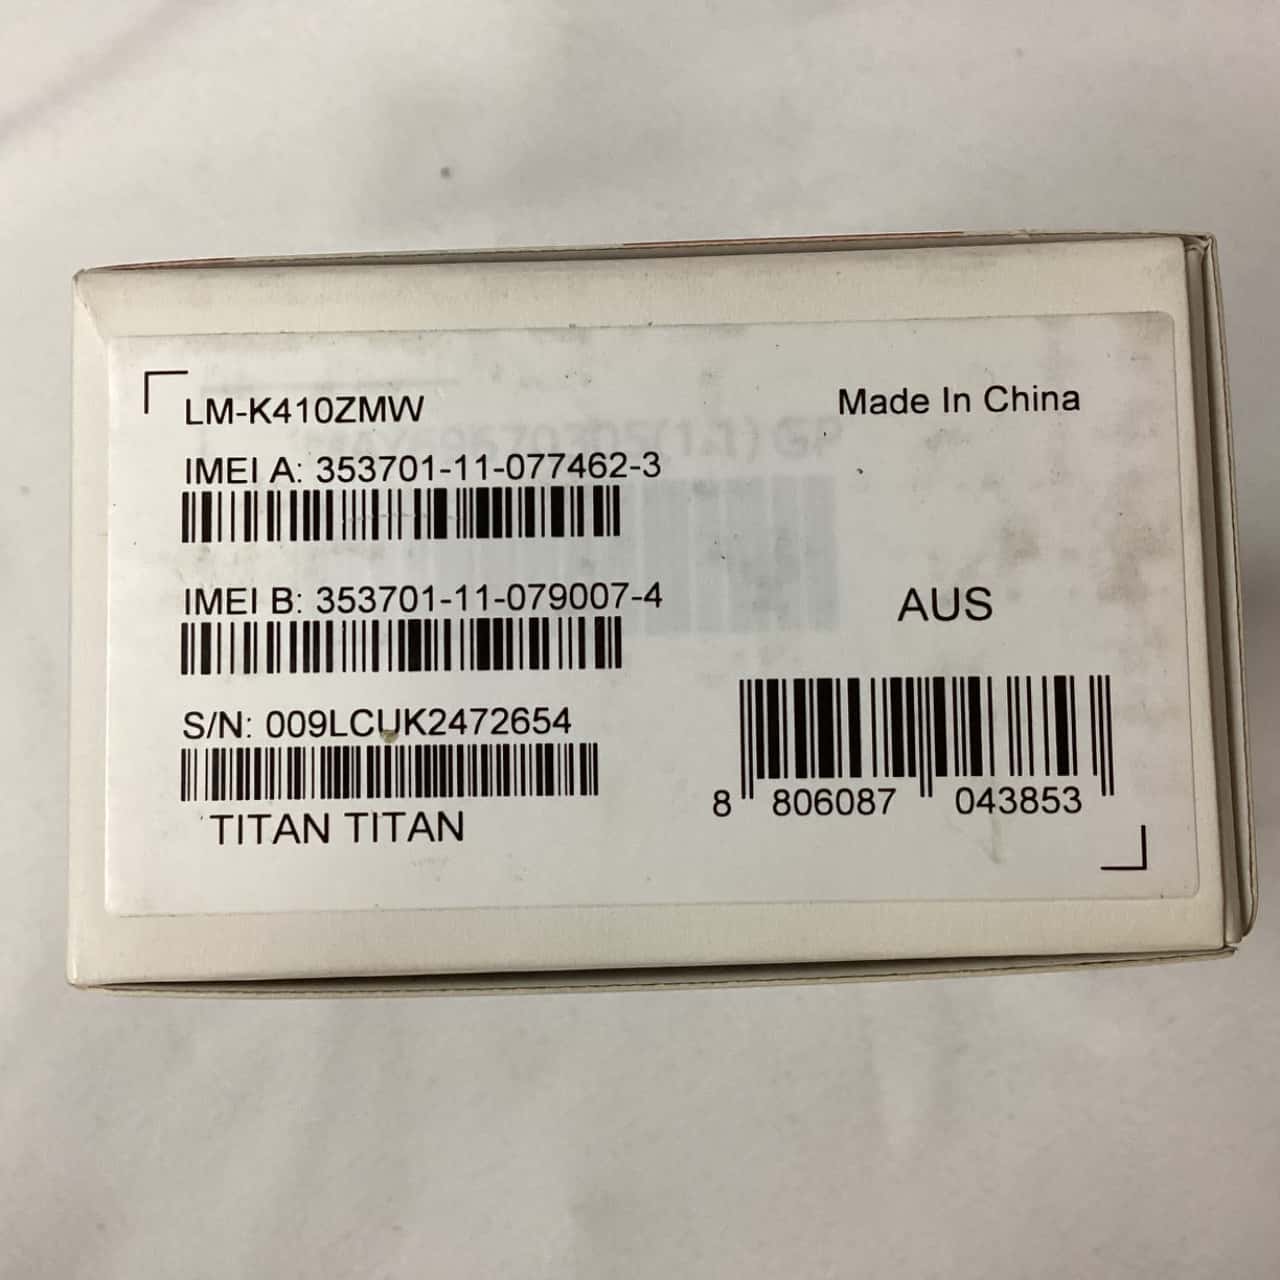 LM-K410ZMW
Made In China
IMEI A: 353701-11-077462-3
IMEI B: 353701-11-079007-4
AUS
S/N: 009LCUK2472654
TITAN TITAN
8 806087 043853